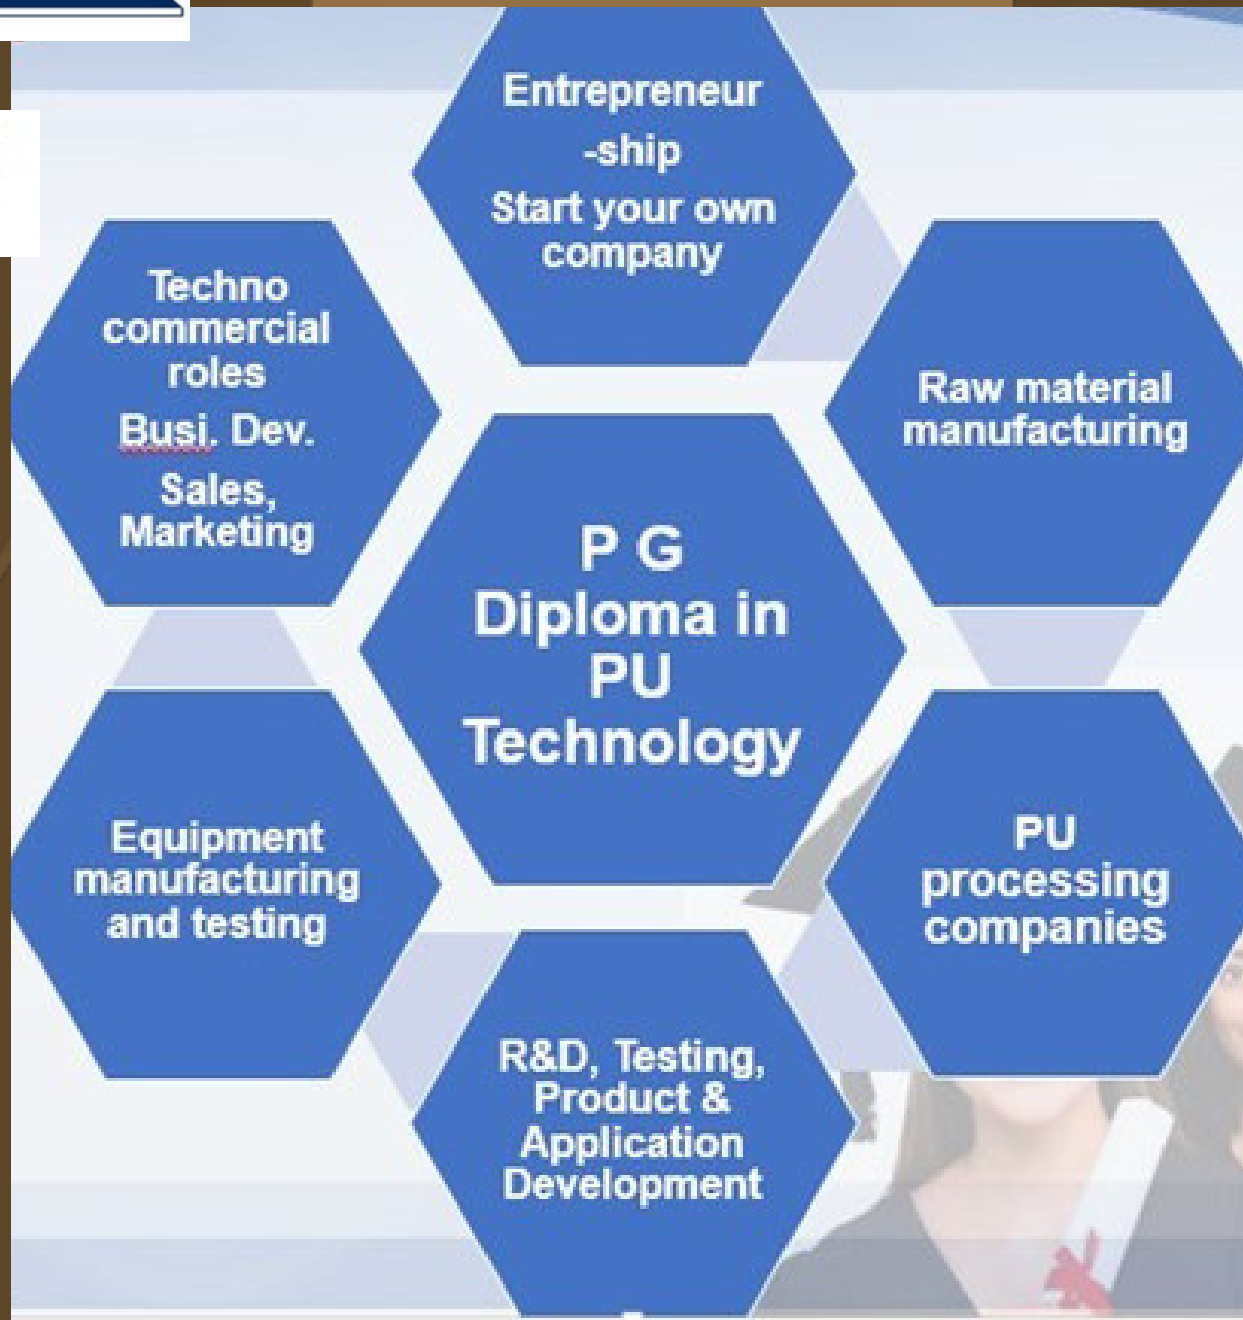 Entrepreneur
-ship
Start your own
company
Techno
commercial
roles
Busi. Dev.
Sales,
Marketing
Raw material
manufacturing
P G
Diploma in
PU
Technology
Equipment
manufacturing
and testing
PU
processing
companies
R&D, Testing,
Product &
Application
Development